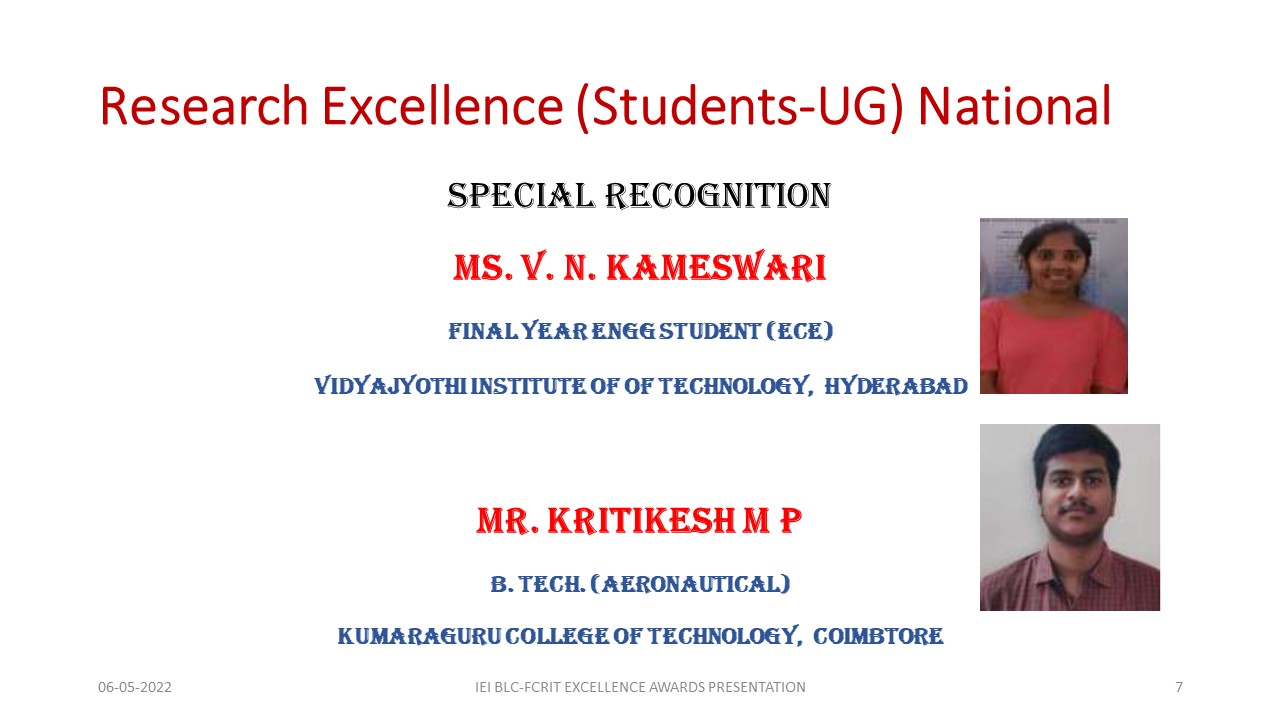 Research Excellence (Students-UG) National
SPECIAL RECOGNITION
MS. V. N. KAMESWARI
FINAL YEAR ENGG STUDENT (ECE)
VIDYAJYOTHI INSTITUTE OF OF TECHNOLOGY, HYDERABAD
MR. KRITIKESH M P
B. TECH. (AERONAUTICAL)
KUMARAGURU COLLEGE OF TECHNOLOGY, COIMBTORE
06-05-2022 IEI BLC-FCRIT EXCELLENCE AWARDS PRESENTATION 7